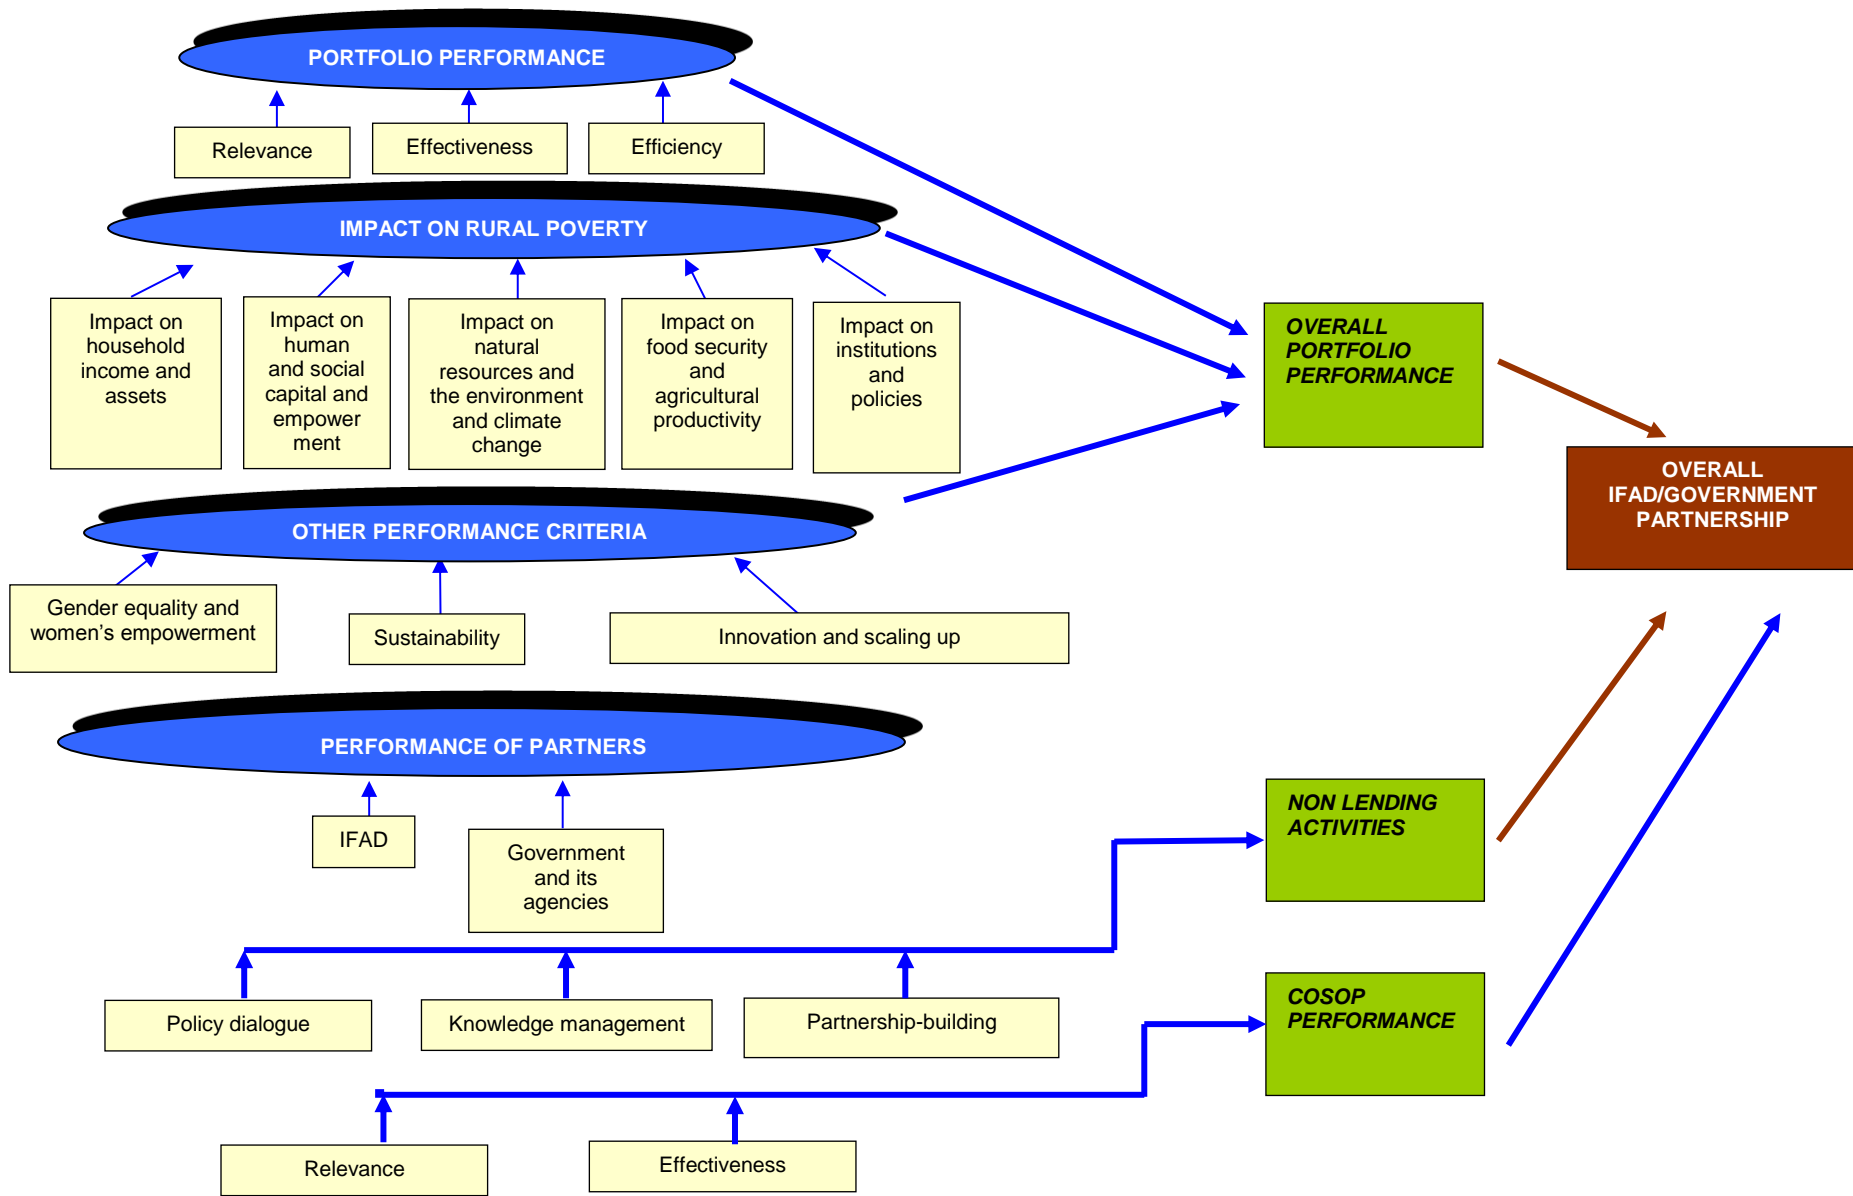 PORTFOLIO PERFORMANCE
Relevance
Effectiveness
Efficiency
IMPACT ON RURAL POVERTY
Impact on
household
income and
assets
Impact on
human
and social
capital and
empower
ment
Impact on
natural
resources and
the environment
and climate
change
Impact on
food security
and
agricultural
productivity
Impact on
institutions
and
policies
OTHER PERFORMANCE CRITERIA
Gender equality and
women's empowerment
Sustainability
Innovation and scaling up
PERFORMANCE OF PARTNERS
IFAD
Government
and its
agencies
Policy dialogue
Knowledge management
Partnership-building
Relevance
Effectiveness
OVERALL
PORTFOLIO
PERFORMANCE
NON LENDING
ACTIVITIES
COSOP
PERFORMANCE
OVERALL
IFAD/GOVERNMENT
PARTNERSHIP